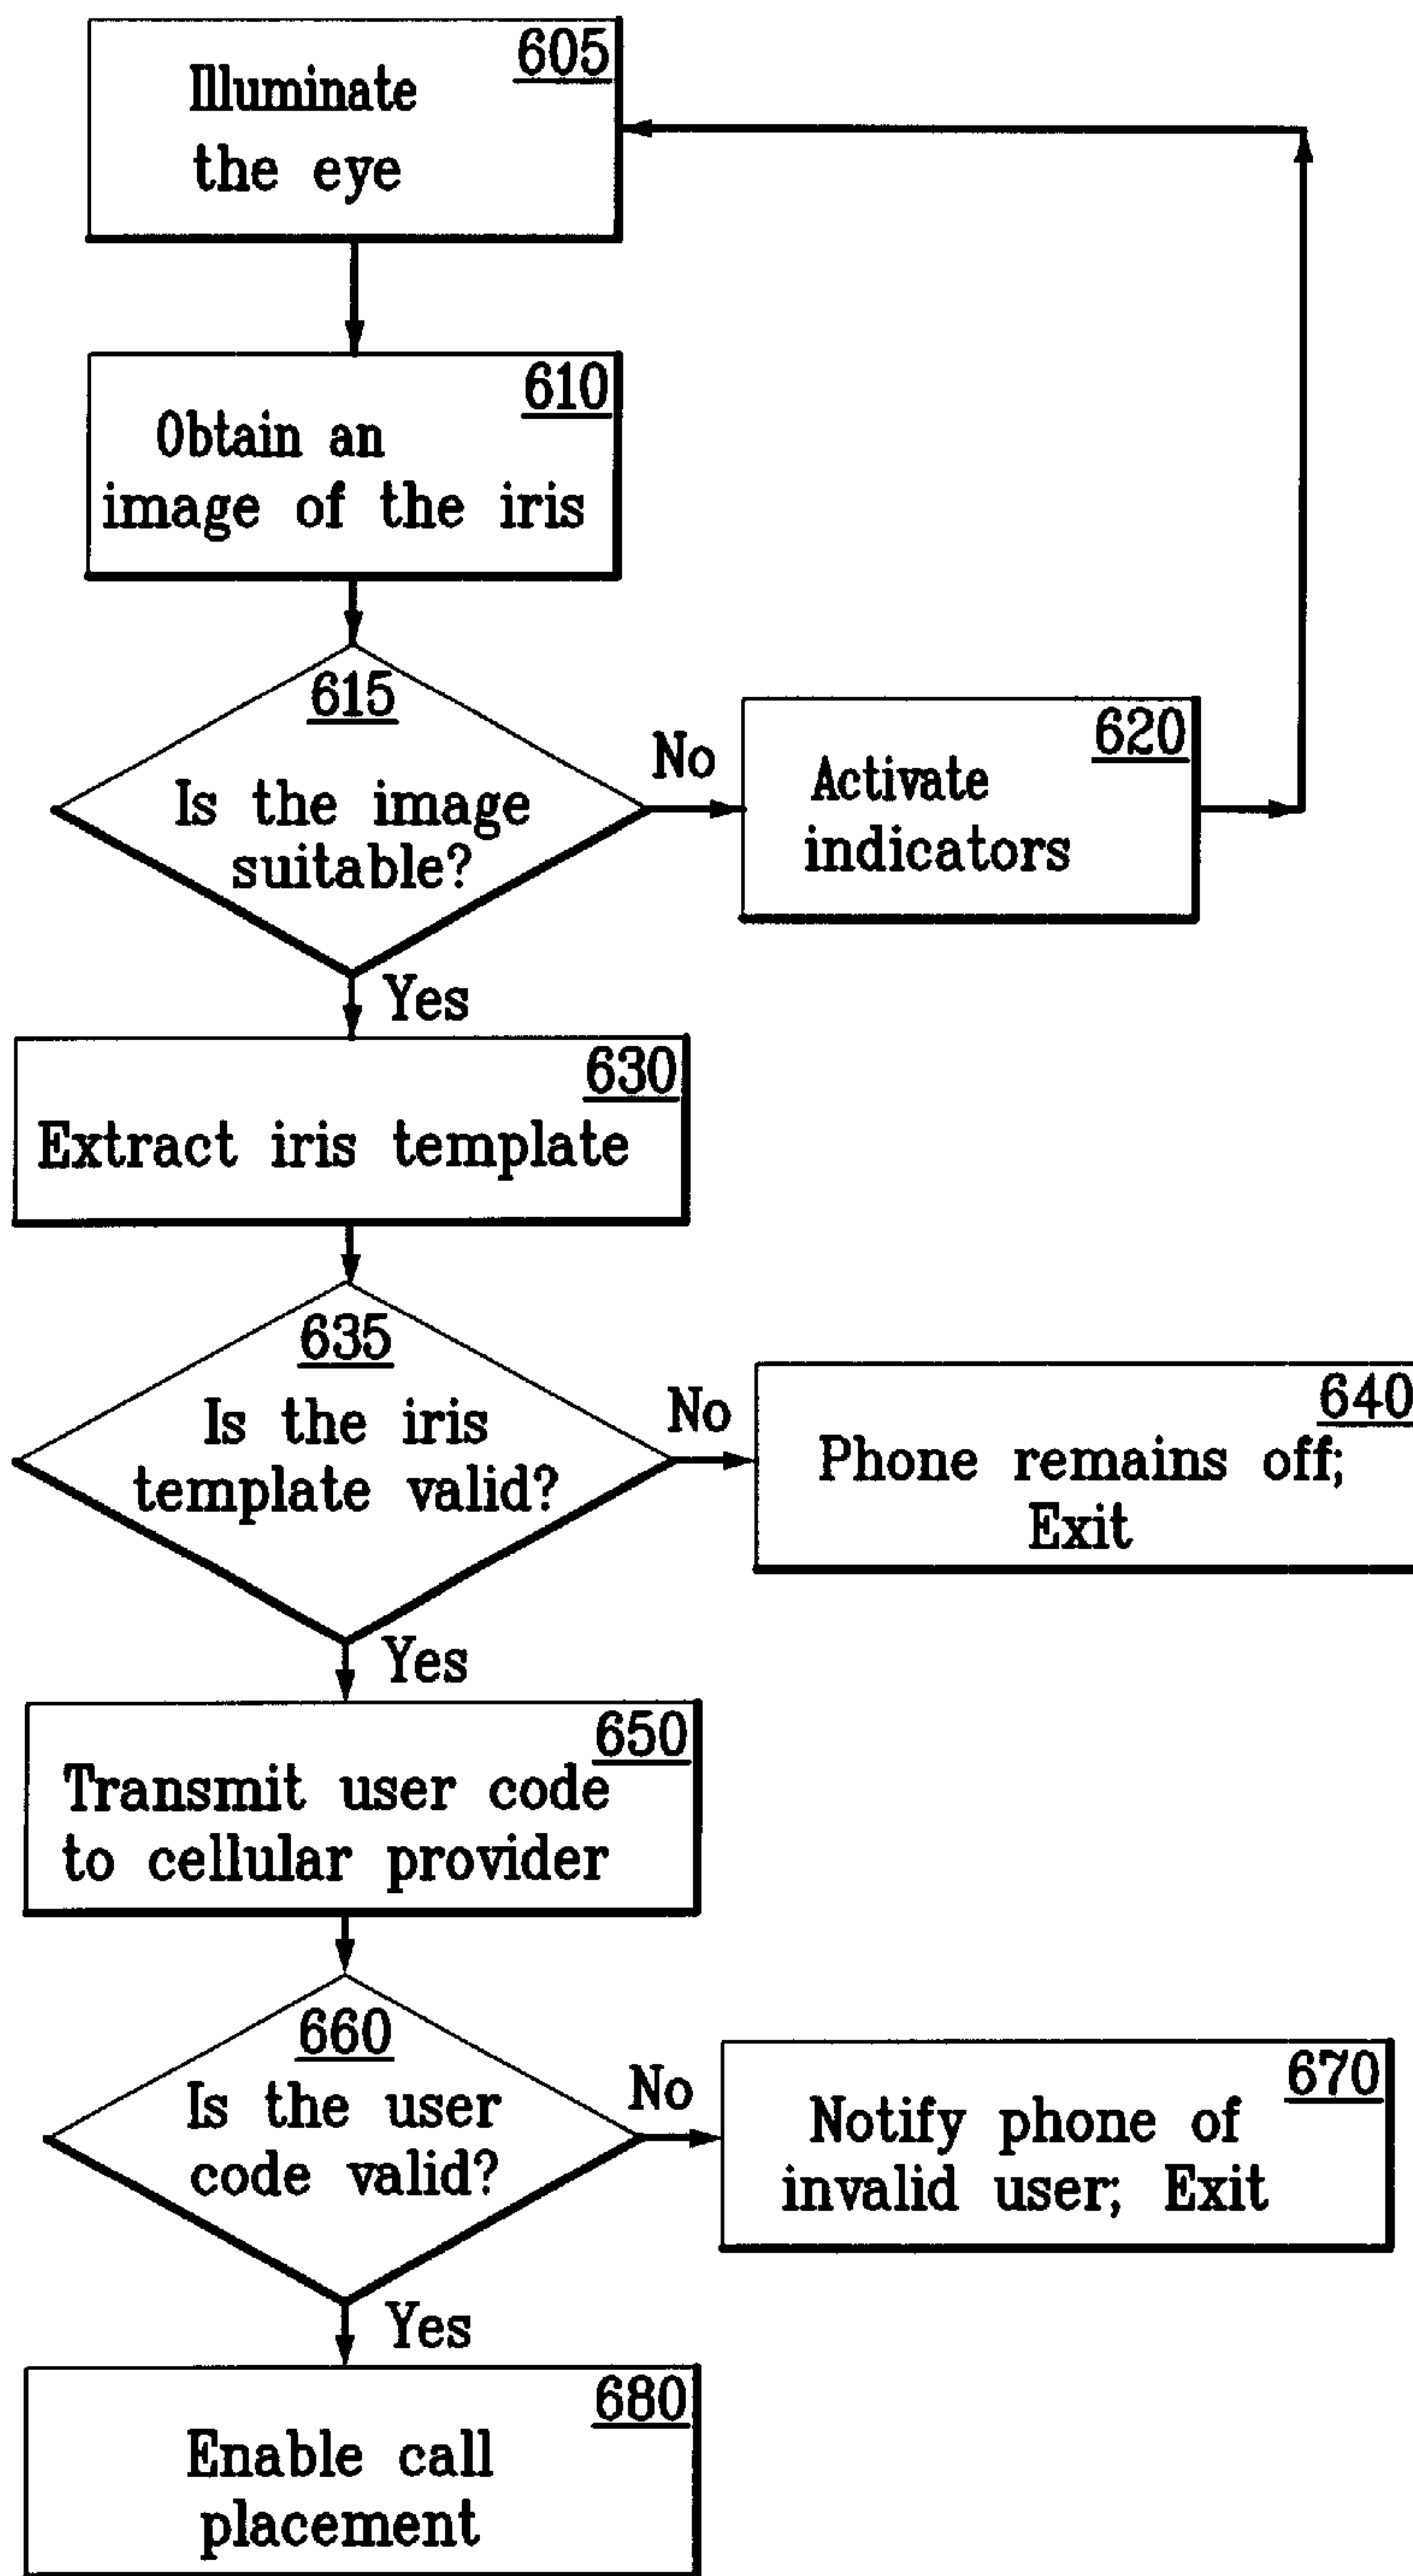 605
Illuminate
the eye
610
Obtain an
image of the iris
615
Is the image
suitable?
No
620
Activate
indicators
Yes
630
Extract iris template
635
Is the iris
template valid?
No
640
Phone remains off;
Exit
Yes
650
Transmit user code
to cellular provider
660
Is the user
code valid?
No
670
Notify phone of
invalid user; Exit
Yes
680
Enable call
placement